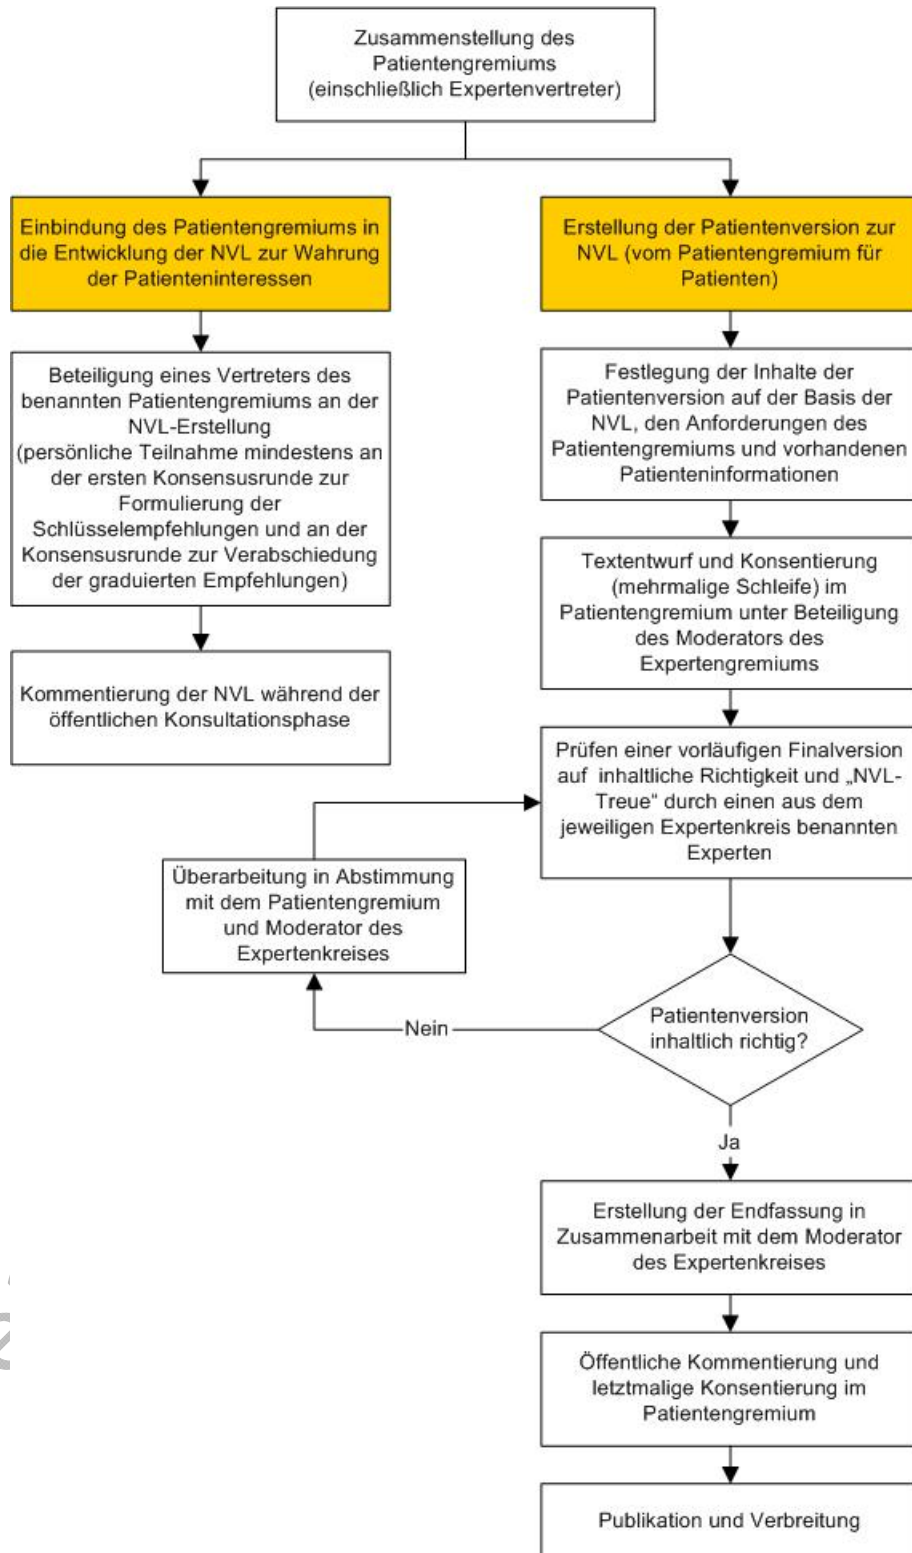 Zusammenstellung des
Patientengremiums
(einschließlich Expertenvertreter)
Einbindung des Patientengremiums in
die Entwicklung der NVL zur Wahrung
der Patienteninteressen
Beteiligung eines Vertreters des
benannten Patientengremiums an der
NVL-Erstellung
(persönliche Teilnahme mindestens an
der ersten Konsensusrunde zur
Formulierung der
Schlüsselempfehlungen und an der
Konsensusrunde zur Verabschiedung
der graduierten Empfehlungen)
Kommentierung der NVL während der
öffentlichen Konsultationsphase
Erstellung der Patientenversion zur
NVL (vom Patientengremium für
Patienten)
Festlegung der Inhalte der
Patientenversion auf der Basis der
NVL, den Anforderungen des
Patientengremiums und vorhandenen
Patienteninformationen
Textentwurf und Konsentierung
(mehrmalige Schleife) im
Patientengremium unter Beteiligung
des Moderators des
Expertengremiums
Prüfen einer vorläufigen Finalversion
auf inhaltliche Richtigkeit und „NVL-
Treue“ durch einen aus dem
jeweiligen Expertenkreis benannten
Experten
Überarbeitung in Abstimmung
mit dem Patientengremium
und Moderator des
Expertenkreises
Patientenversion
inhaltlich richtig?
Nein
Ja
Erstellung der Endfassung in
Zusammenarbeit mit dem Moderator
des Expertenkreises
Öffentliche Kommentierung und
letztmalige Konsentierung im
Patientengremium
Publikation und Verbreitung